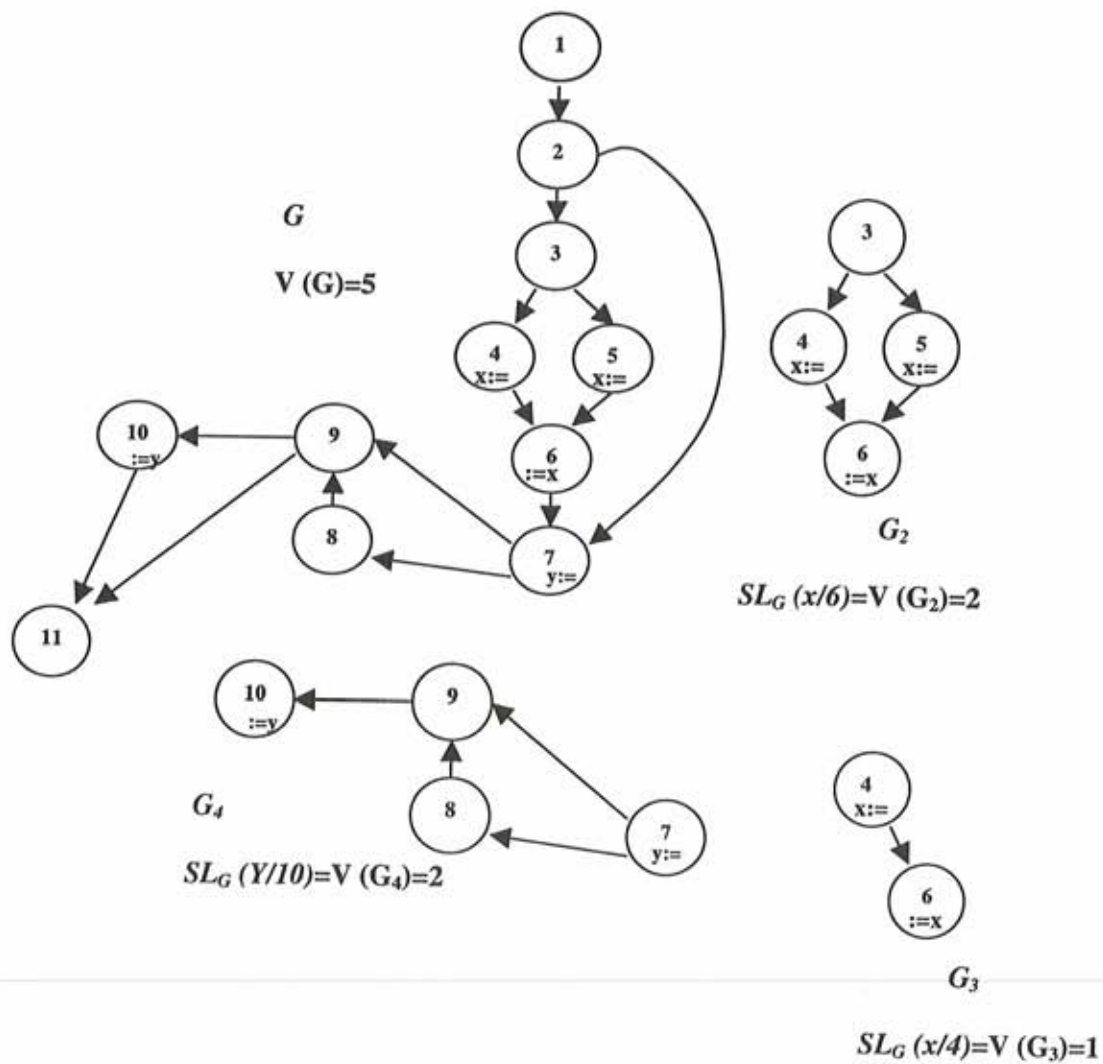 1
2
G
3
3
V (G)=5
4
x:=
5
x:=
4
x:=
5
x:=
10
:=y
9
6
:=x
6
:=x
8
7
y:=
G2
SLG (x/6)=V (G2)=2
11
10
:=y
9
4
x:=
G4
8
7
y:=
SLG (Y/10)=V (G4)=2
6
:=x
G3
SLG (x/4)=V (G3)=1